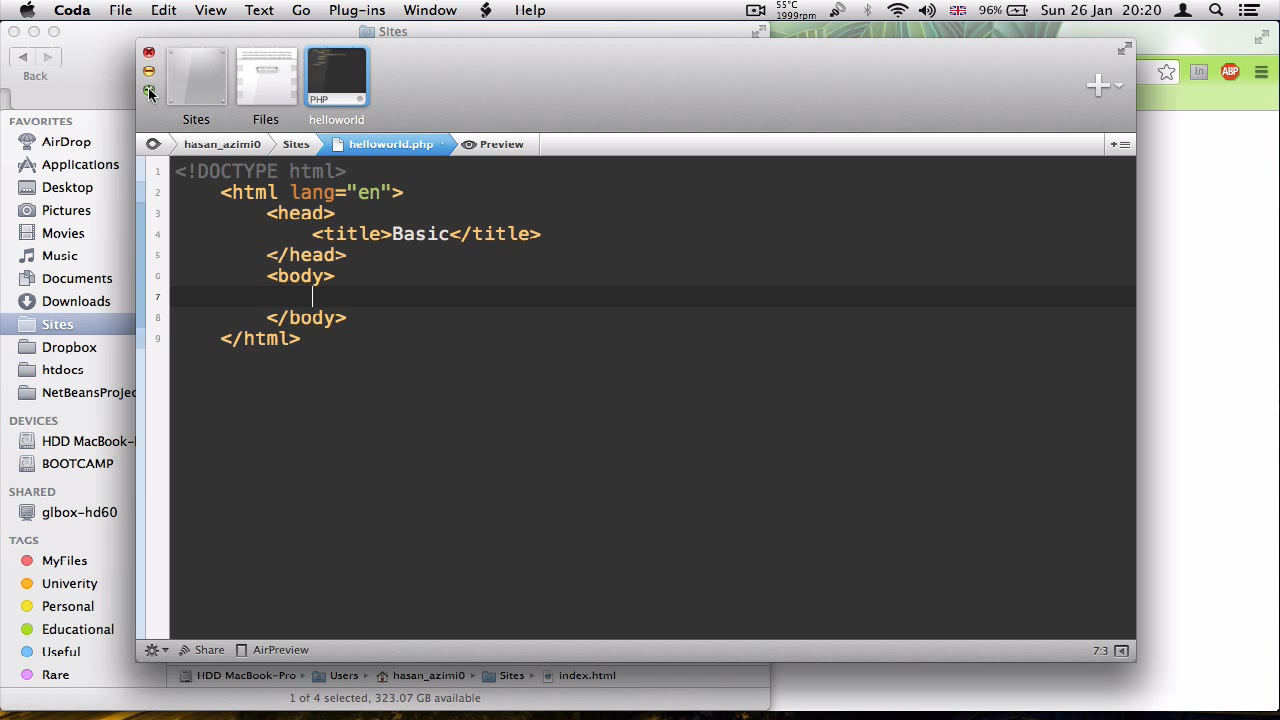 Coda File Edit View Text Go Plug-ins Window Help 55°C 1999rpm 96% Sun 26 Jan 20:20
Sites
Back
In ABP
PHP
Sites Files helloworld
hasan_azimi0 Sites helloworld.php Preview
FAVORITES
AirDrop
Applications
Desktop
Pictures
Movies
Music
Documents
Downloads
Sites
Dropbox
htdocs
NetBeansProjec
DEVICES
HDD MacBook-
BOOTCAMP
SHARED
glbox-hd60
TAGS
MyFiles
Univerity
Personal
Educational
Useful
Rare
1 <!DOCTYPE html>
2 <html lang="en">
3 <head>
4 <title>Basic</title>
5 </head>
6 <body>
7
8 </body>
9 </html>
Share AirPreview 7:3
HDD MacBook-Pro Users hasan_azimi0 Sites index.html
1 of 4 selected, 323.07 GB available